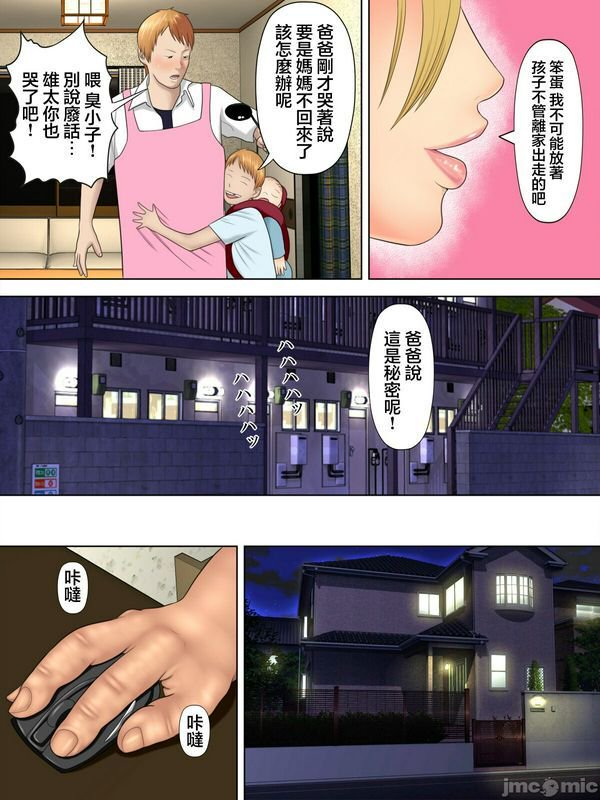 笨蛋 我不可能放著
孩子不管離家出走的吧
爸爸剛才哭著說
要是媽媽不回來了
該怎麼辦呢
喂 臭小子！
別說廢話…
雄太你也
哭了吧！
爸爸說
這是秘密呢！
ハハハハッ
ハハハハッ
咔噠
咔噠
jmcomic